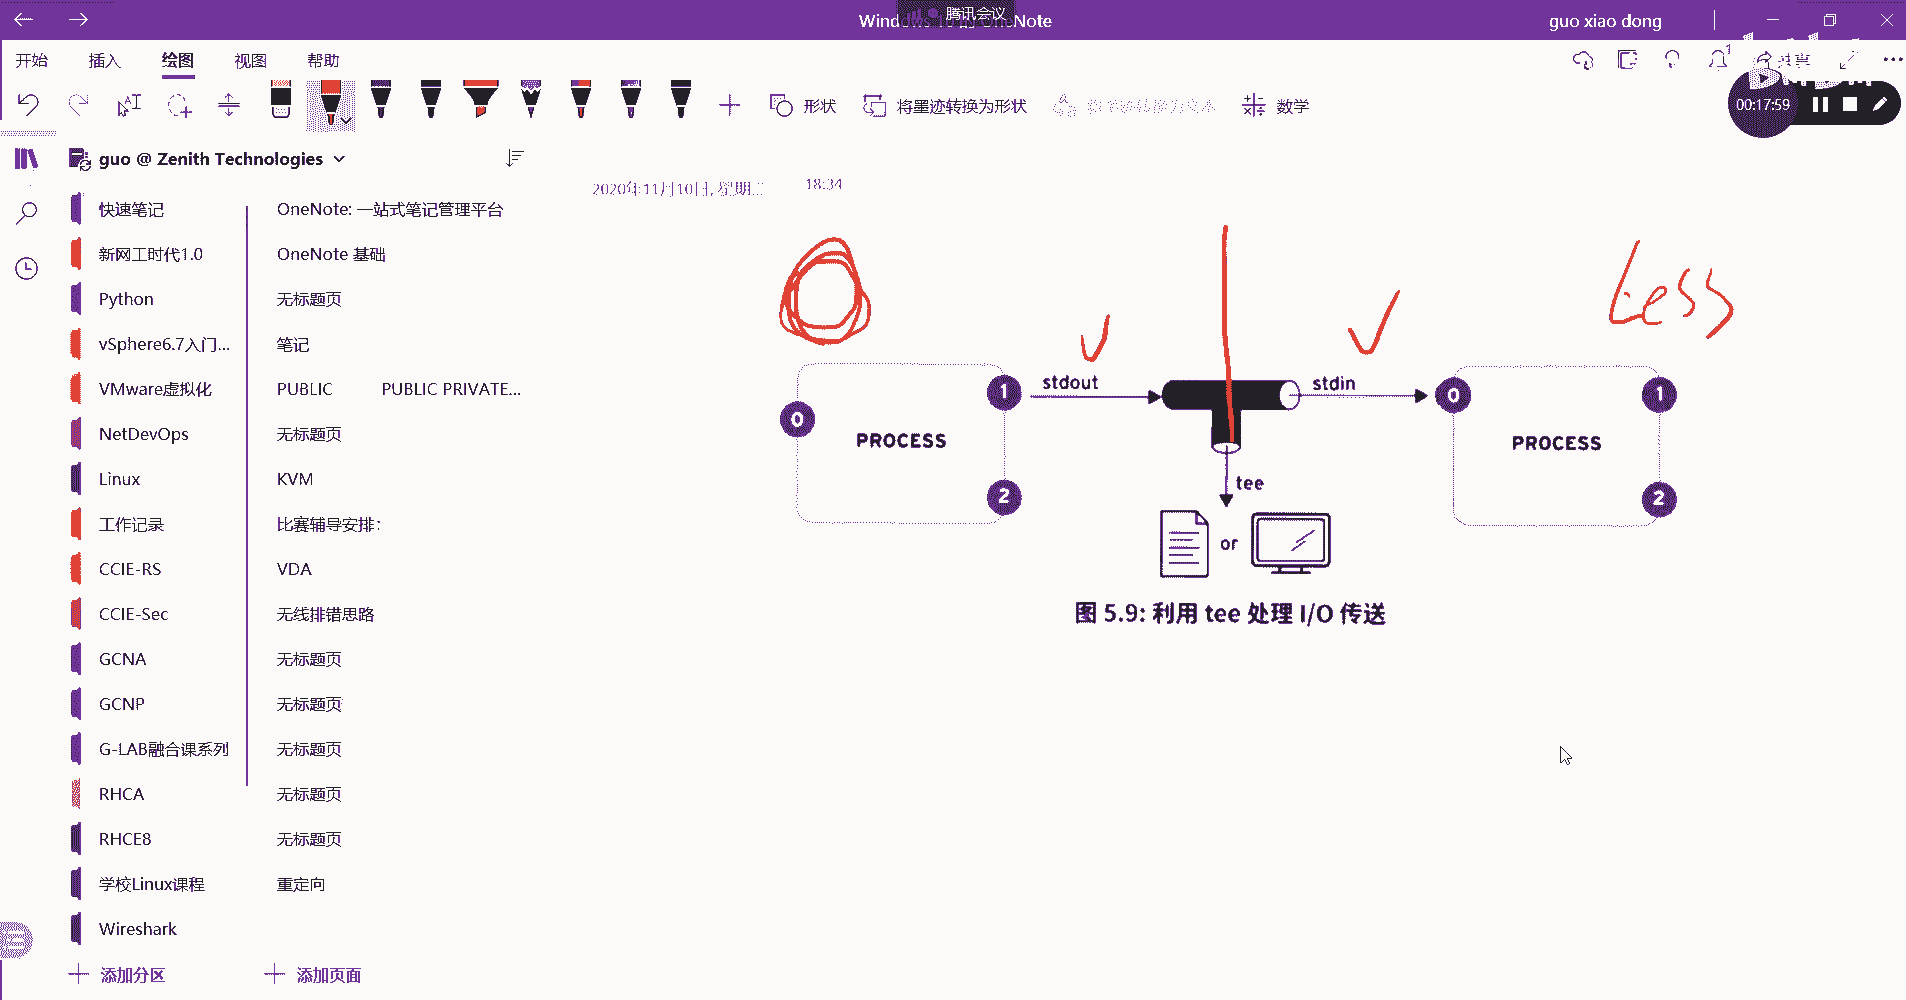 腾讯会议
guo xiao dong
开始 插入 绘图 视图 帮助
共享
1
形状 将墨迹转换为形状 数学
00:17:59
guo @ Zenith Technologies
2020年11月10日, 星期二 18:34
快速笔记 OneNote: 一站式笔记管理平台
新网工时代1.0 OneNote 基础
Python 无标题页
vSphere6.7入门... 笔记
VMware虚拟化 PUBLIC PUBLIC PRIVATE...
NetDevOps 无标题页
Linux KVM
工作记录 比赛辅导安排:
CCIE-RS VDA
CCIE-Sec 无线排错思路
GCNA 无标题页
GCNP 无标题页
G-LAB融合课系列 无标题页
RHCA 无标题页
RHCE8 无标题页
学校Linux课程 重定向
Wireshark
添加分区 添加页面
Less
0 PROCESS 1 2
stdout
stdin
tee
or
0 PROCESS 1 2
图 5.9: 利用 tee 处理 I/O 传送